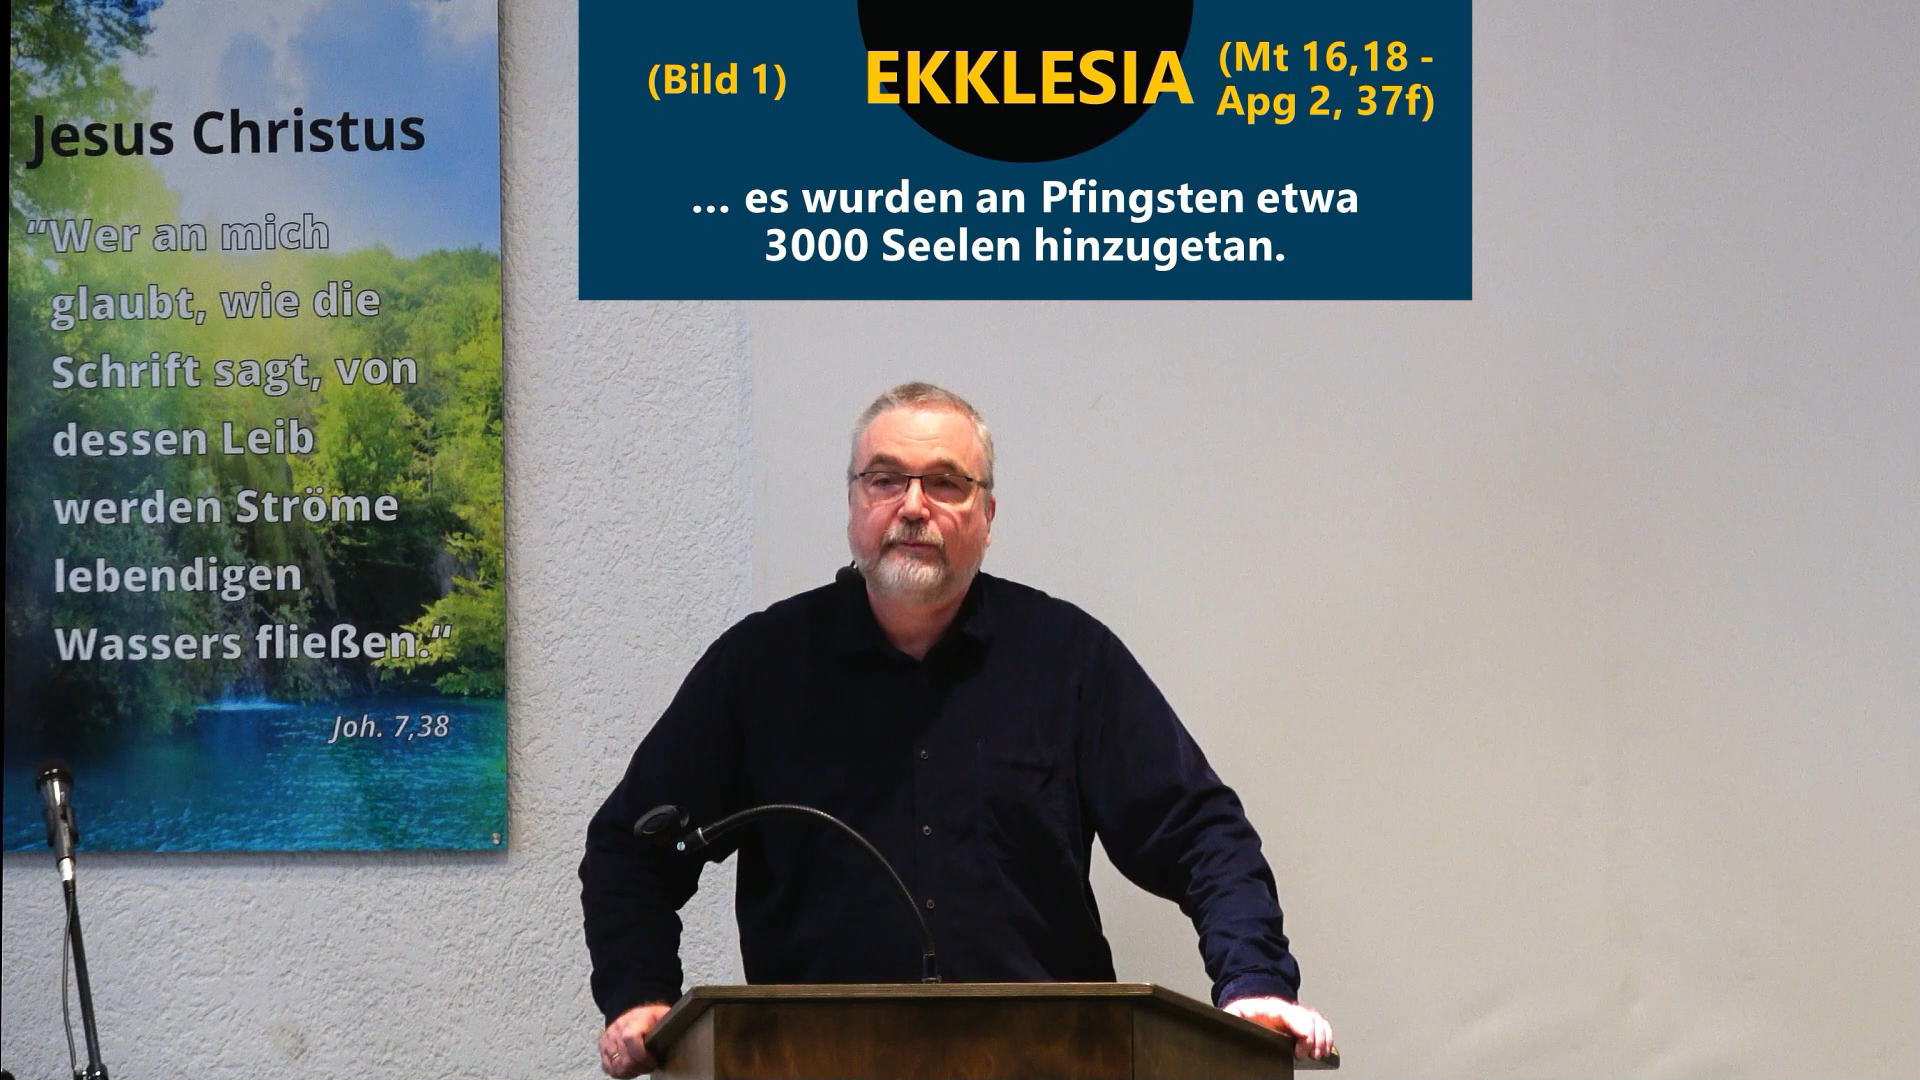 Jesus Christus
“Wer an mich
glaubt, wie die
Schrift sagt, von
dessen Leib
werden Ströme
lebendigen
Wassers fließen.“
Joh. 7,38
(Bild 1)
EKKLESIA
(Mt 16,18 -
Apg 2, 37f)
... es wurden an Pfingsten etwa
3000 Seelen hinzugetan.